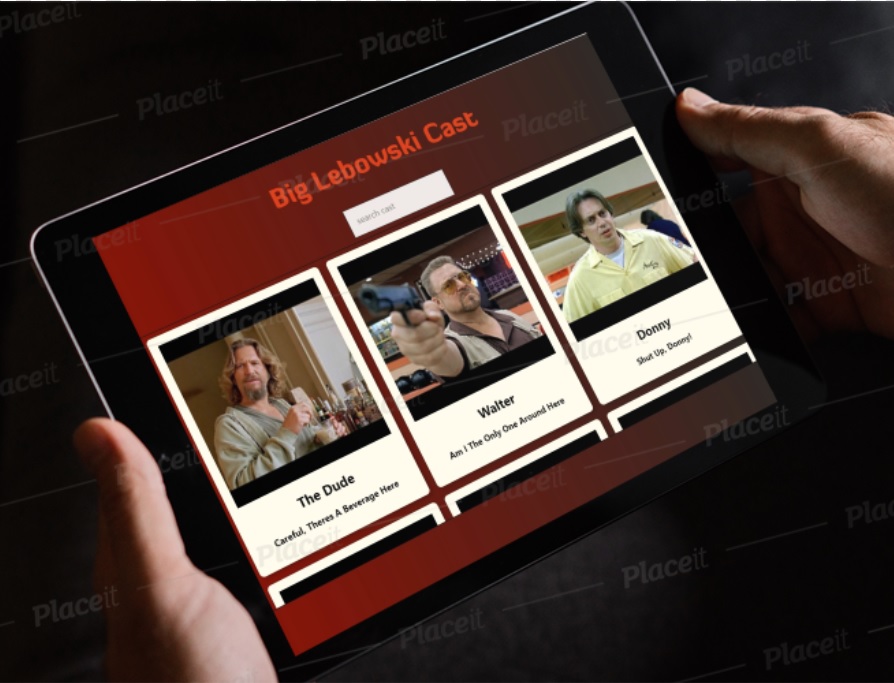 Placeit
Placeit
Placeit
Placeit
Placeit
Big Lebowski Cast
search cast
Placeit
Placeit
Placeit
The Dude
Careful, Theres A Beverage Here
Walter
Am I The Only One Around Here
Donny
Shut Up, Donny!
Placeit
Placeit
Placeit
Placeit
Placeit
Placeit
Placeit
Placeit